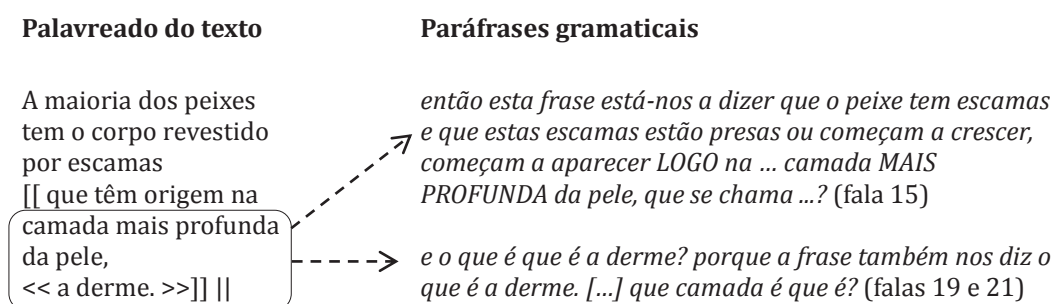 Palavreado do texto
Paráfrases gramaticais
A maioria dos peixes
tem o corpo revestido
por escamas
[[ que têm origem na
camada mais profunda
da pele,
<< a derme. >>]] ||
então esta frase está-nos a dizer que o peixe tem escamas
e que estas escamas estão presas ou começam a crescer,
começam a aparecer LOGO na ... camada MAIS
PROFUNDA da pele, que se chama ...? (fala 15)
e o que é que é a derme? porque a frase também nos diz o
que é a derme. [...] que camada é que é? (falas 19 e 21)